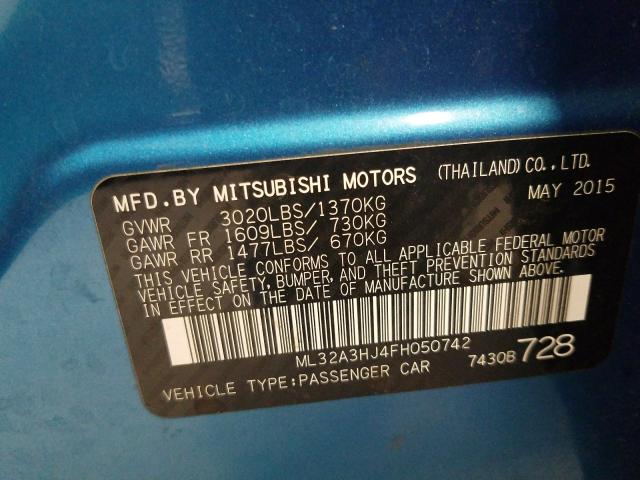 MFD.BY MITSUBISHI MOTORS (THAILAND)CO.,LTD.
GVWR 3020LBS/1370KG MAY 2015
GAWR FR 1609LBS/ 730KG
GAWR RR 1477LBS/ 670KG
THIS VEHICLE CONFORMS TO ALL APPLICABLE FEDERAL MOTOR
VEHICLE SAFETY, BUMPER, AND THEFT PREVENTION STANDARDS
IN EFFECT ON THE DATE OF MANUFACTURE SHOWN ABOVE.
ML32A3HJ4FH050742
VEHICLE TYPE:PASSENGER CAR 7430B 728